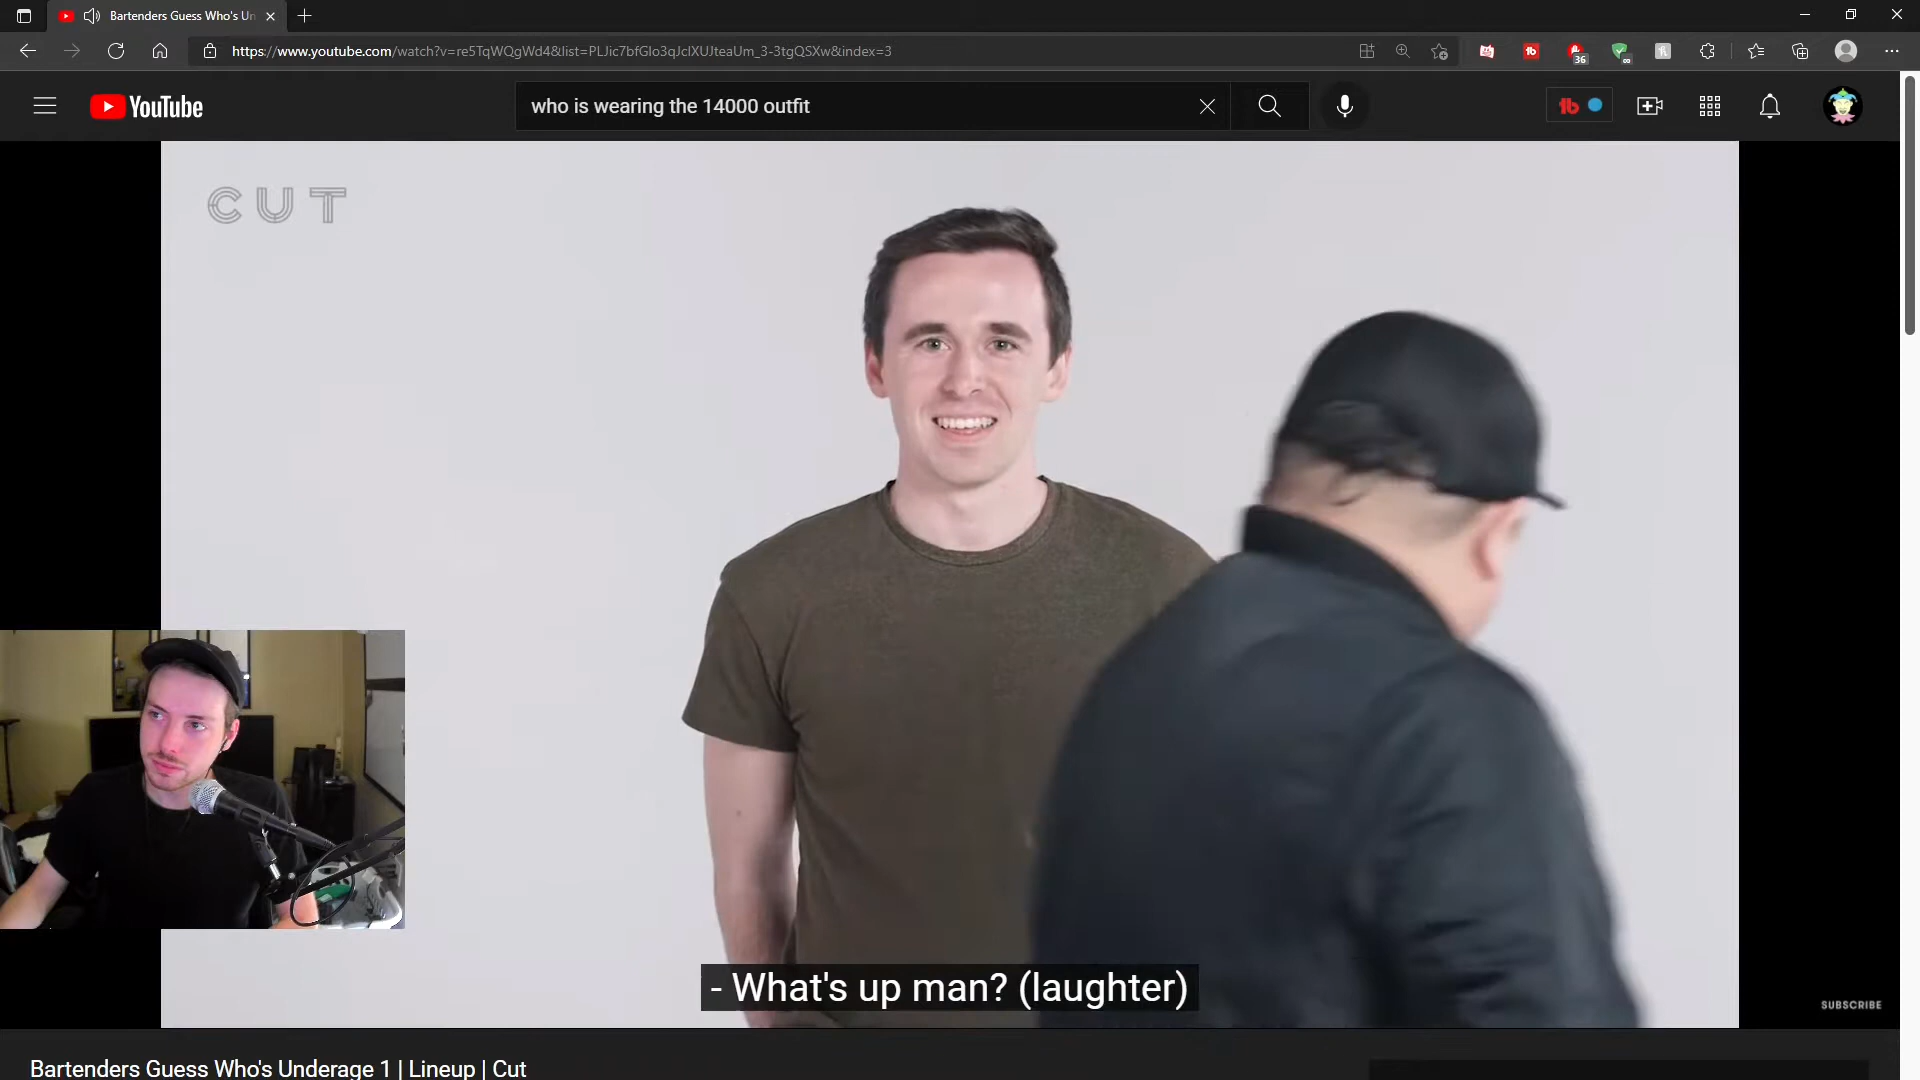 Bartenders Guess Who's Un
https://www.youtube.com/watch?v=re5TqWQgWd4&list=PLJic7bfGlo3qJclXUJteaUm_3-3tgQSXw&index=3
36
YouTube
who is wearing the 14000 outfit
CUT
- What's up man? (laughter)
SUBSCRIBE
Bartenders Guess Who's Underage 1 | Lineup | Cut